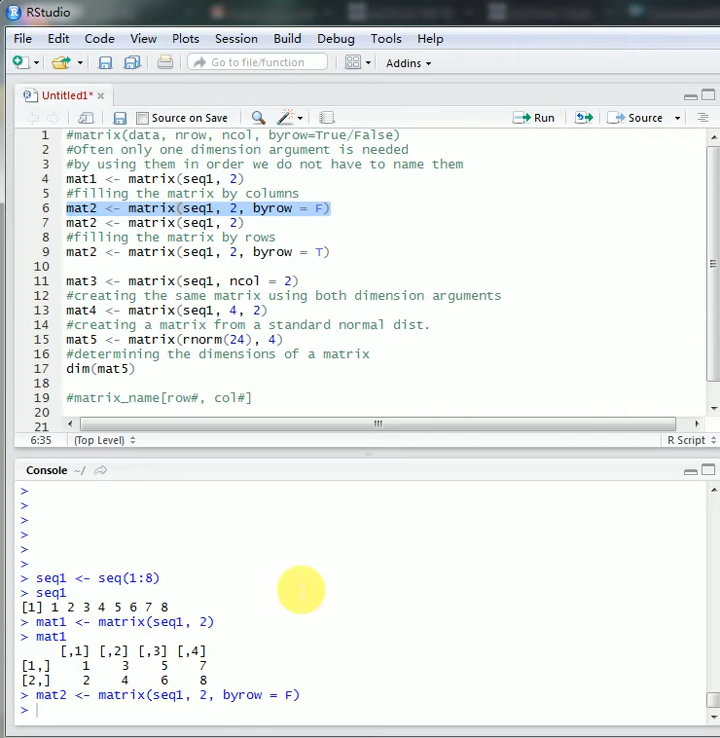 RStudio
File Edit Code View Plots Session Build Debug Tools Help
Go to file/function Addins
Untitled1*
Source on Save Run Source
1 #matrix(data, nrow, ncol, byrow=True/False)
2 #Often only one dimension argument is needed
3 #by using them in order we do not have to name them
4 mat1 <- matrix(seq1, 2)
5 #filling the matrix by columns
6 mat2 <- matrix(seq1, 2, byrow = F)
7 mat2 <- matrix(seq1, 2)
8 #filling the matrix by rows
9 mat2 <- matrix(seq1, 2, byrow = T)
10
11 mat3 <- matrix(seq1, ncol = 2)
12 #creating the same matrix using both dimension arguments
13 mat4 <- matrix(seq1, 4, 2)
14 #creating a matrix from a standard normal dist.
15 mat5 <- matrix(rnorm(24), 4)
16 #determining the dimensions of a matrix
17 dim(mat5)
18
19 #matrix_name[row#, col#]
20
21
6:35 (Top Level) R Script
Console ~/
>
>
>
>
>
>
> seq1 <- seq(1:8)
> seq1
[1] 1 2 3 4 5 6 7 8
> mat1 <- matrix(seq1, 2)
> mat1
[,1] [,2] [,3] [,4]
[1,] 1 3 5 7
[2,] 2 4 6 8
> mat2 <- matrix(seq1, 2, byrow = F)
>